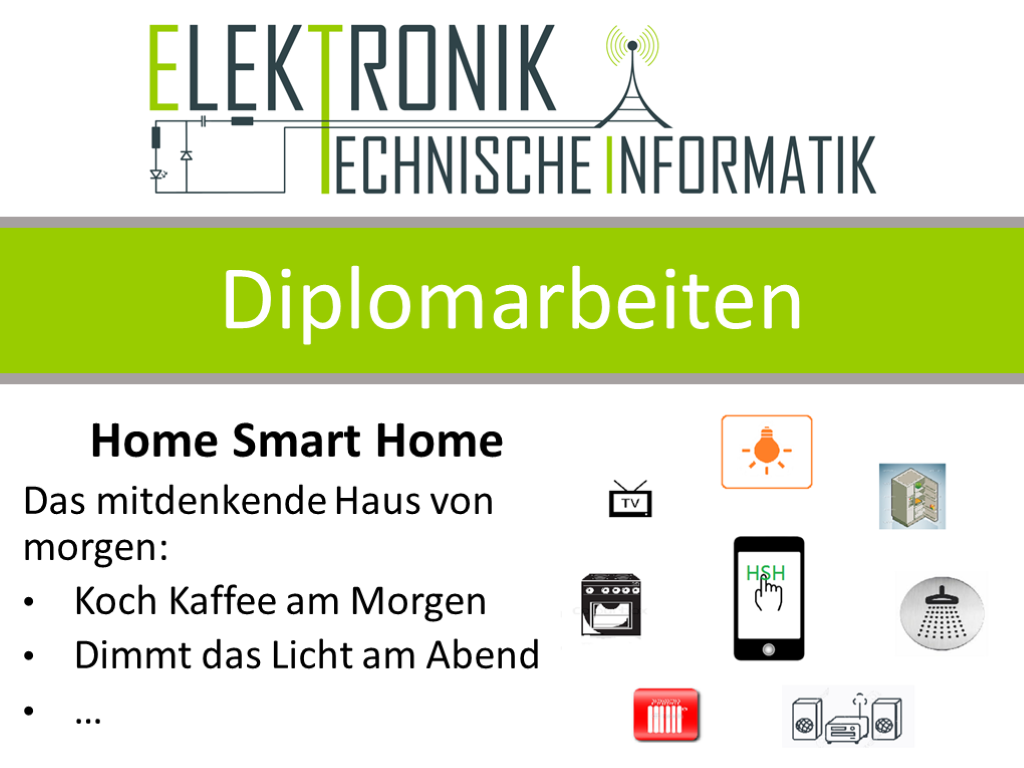 ELEKTRONIK
TECHNISCHE INFORMATIK
Diplomarbeiten
Home Smart Home
Das mitdenkende Haus von
morgen:
• Koch Kaffee am Morgen
• Dimmt das Licht am Abend
• ...
TV
HSH